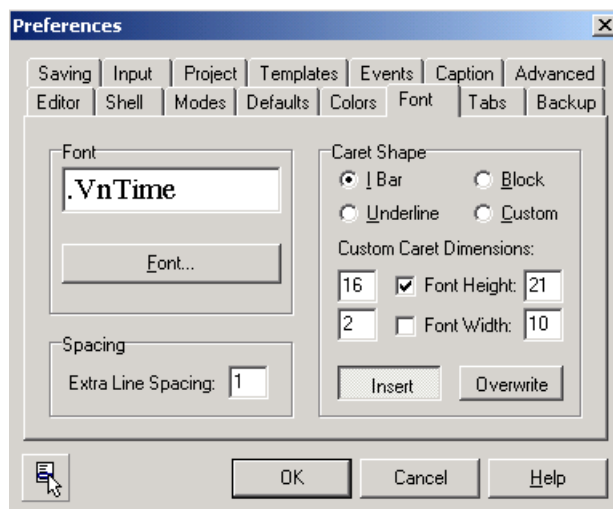 Preferences
Saving Input Project Templates Events Caption Advanced
Editor Shell Modes Defaults Colors Font Tabs Backup
Font
.VnTime
Font...
Spacing
Extra Line Spacing: 1
Caret Shape
I Bar Block
Underline Custom
Custom Caret Dimensions:
16 Font Height: 21
2 Font Width: 10
Insert Overwrite
OK Cancel Help